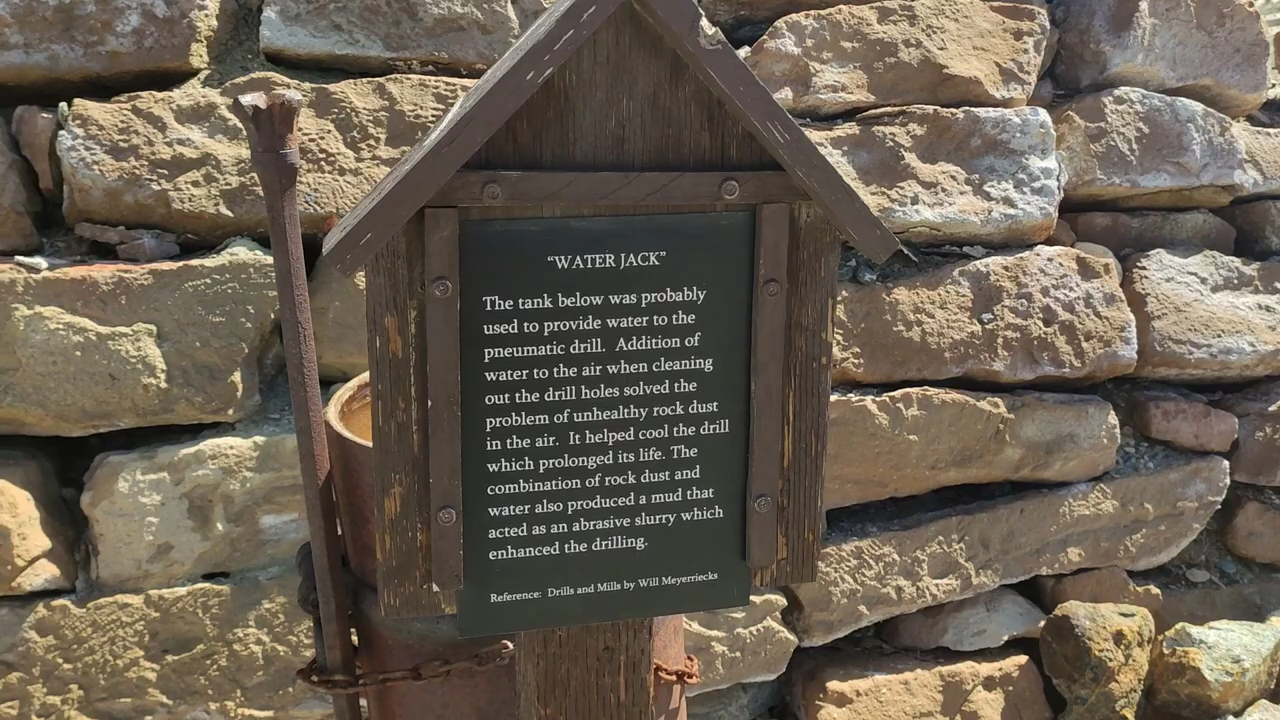 “WATER JACK”
The tank below was probably
used to provide water to the
pneumatic drill.  Addition of
water to the air when cleaning
out the drill holes solved the
problem of unhealthy rock dust
in the air.  It helped cool the drill
which prolonged its life. The
combination of rock dust and
water also produced a mud that
acted as an abrasive slurry which
enhanced the drilling.
Reference:  Drills and Mills by Will Meyerriecks